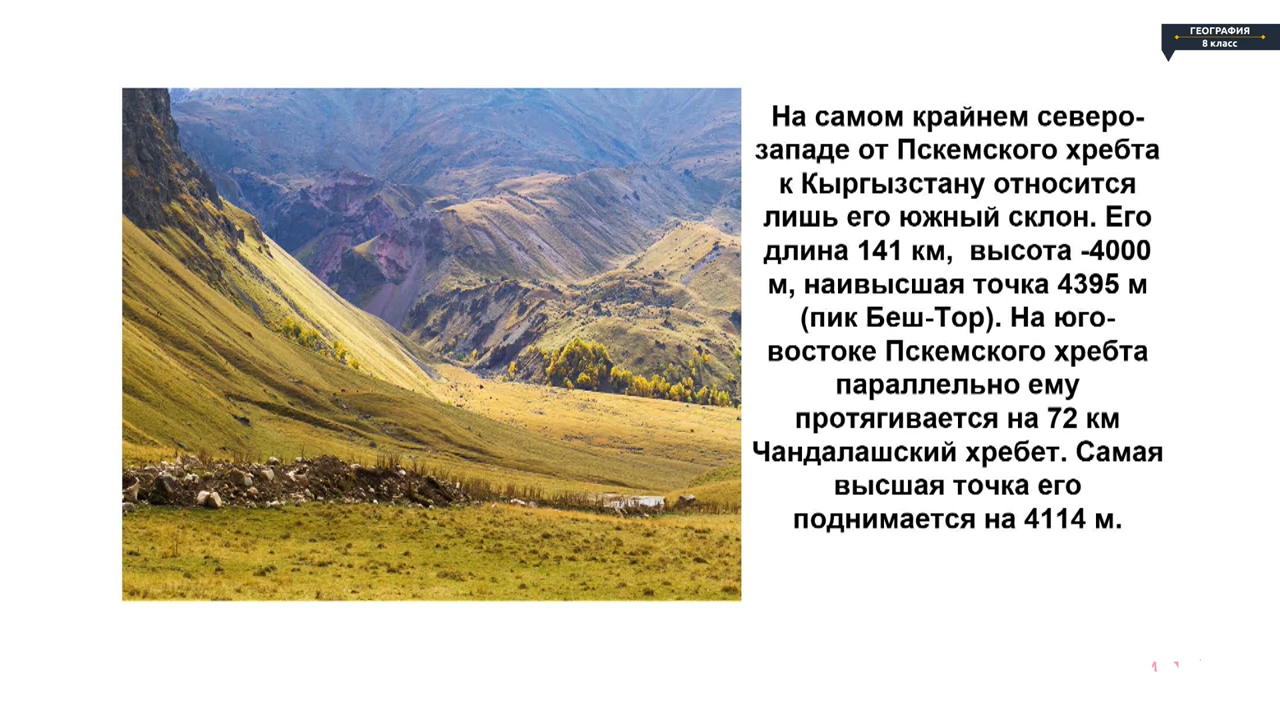 ГЕОГРАФИЯ
8 класс
На самом крайнем северо-
западе от Пскемского хребта
к Кыргызстану относится
лишь его южный склон. Его
длина 141 км,  высота -4000
м, наивысшая точка 4395 м
(пик Беш-Тор). На юго-
востоке Пскемского хребта
параллельно ему
протягивается на 72 км
Чандалашский хребет. Самая
высшая точка его
поднимается на 4114 м.